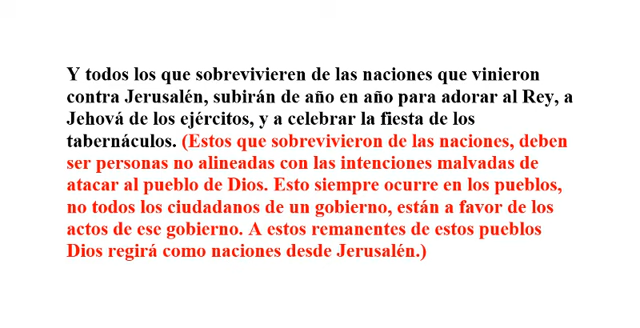 Y todos los que sobrevivieren de las naciones que vinieron
contra Jerusalén, subirán de año en año para adorar al Rey, a
Jehová de los ejércitos, y a celebrar la fiesta de los
tabernáculos. (Estos que sobrevivieron de las naciones, deben
ser personas no alineadas con las intenciones malvadas de
atacar al pueblo de Dios. Esto siempre ocurre en los pueblos,
no todos los ciudadanos de un gobierno, están a favor de los
actos de ese gobierno. A estos remanentes de estos pueblos
Dios regirá como naciones desde Jerusalén.)